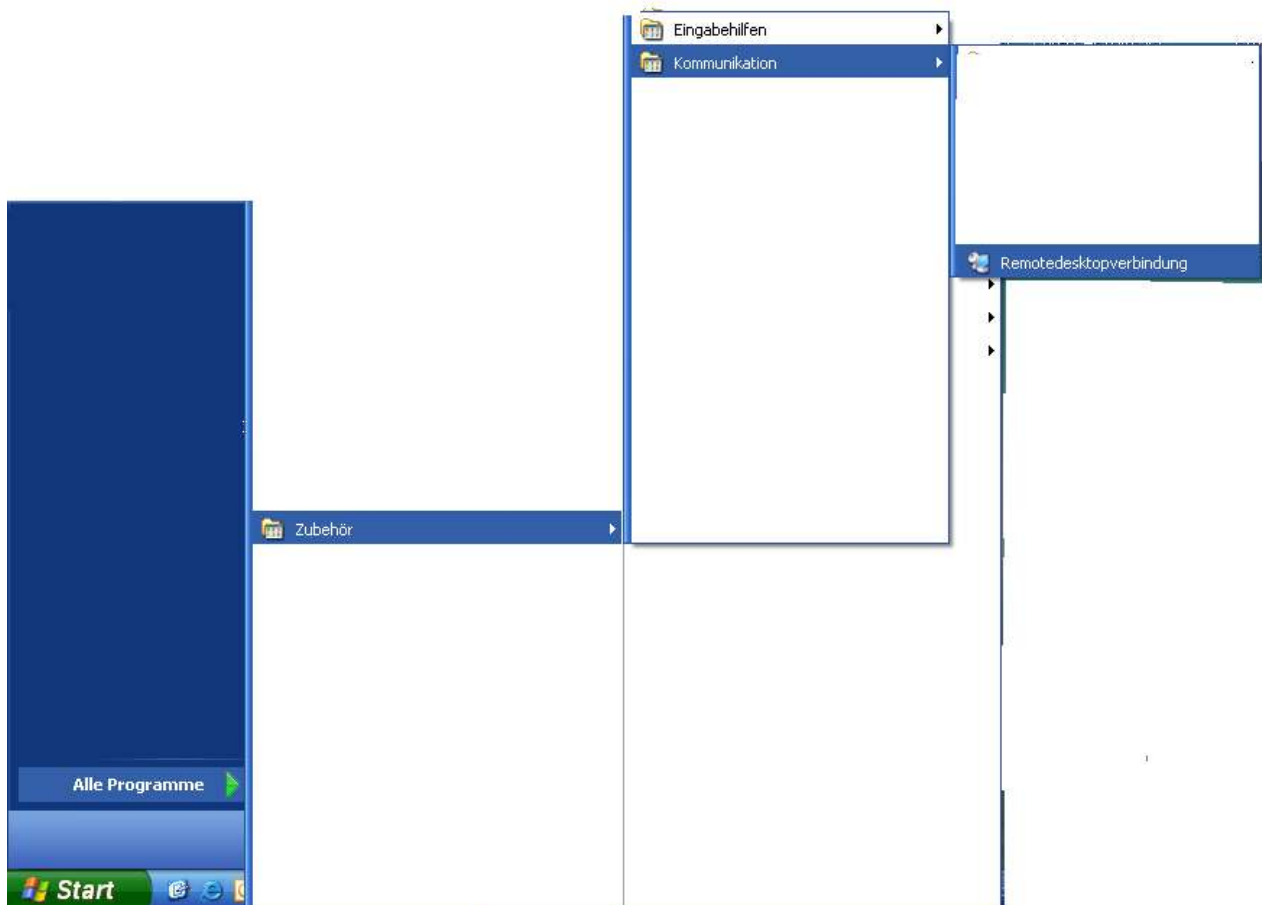 Eingabehilfen
Kommunikation
Remotedesktopverbindung
Zubehör
Alle Programme
Start